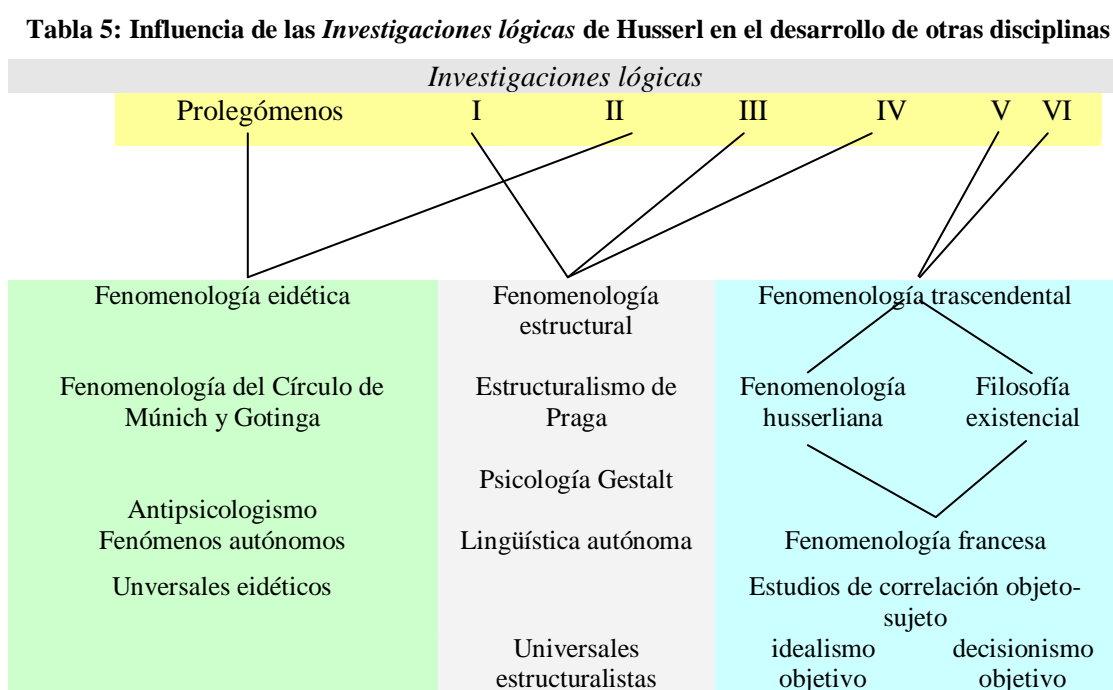 Tabla 5: Influencia de las Investigaciones lógicas de Husserl en el desarrollo de otras disciplinas
Investigaciones lógicas
Prolegómenos I II III IV V VI
Fenomenología eidética
Fenomenología del Círculo de
Múnich y Gotinga
Antipsicologismo
Fenómenos autónomos
Unversales eidéticos
Fenomenología
estructural
Estructuralismo de
Praga
Psicología Gestalt
Lingüística autónoma
Universales
estructuralistas
Fenomenología trascendental
Fenomenología
husserliana
Filosofía
existencial
Fenomenología francesa
Estudios de correlación objeto-
sujeto
idealismo
objetivo
decisionismo
objetivo